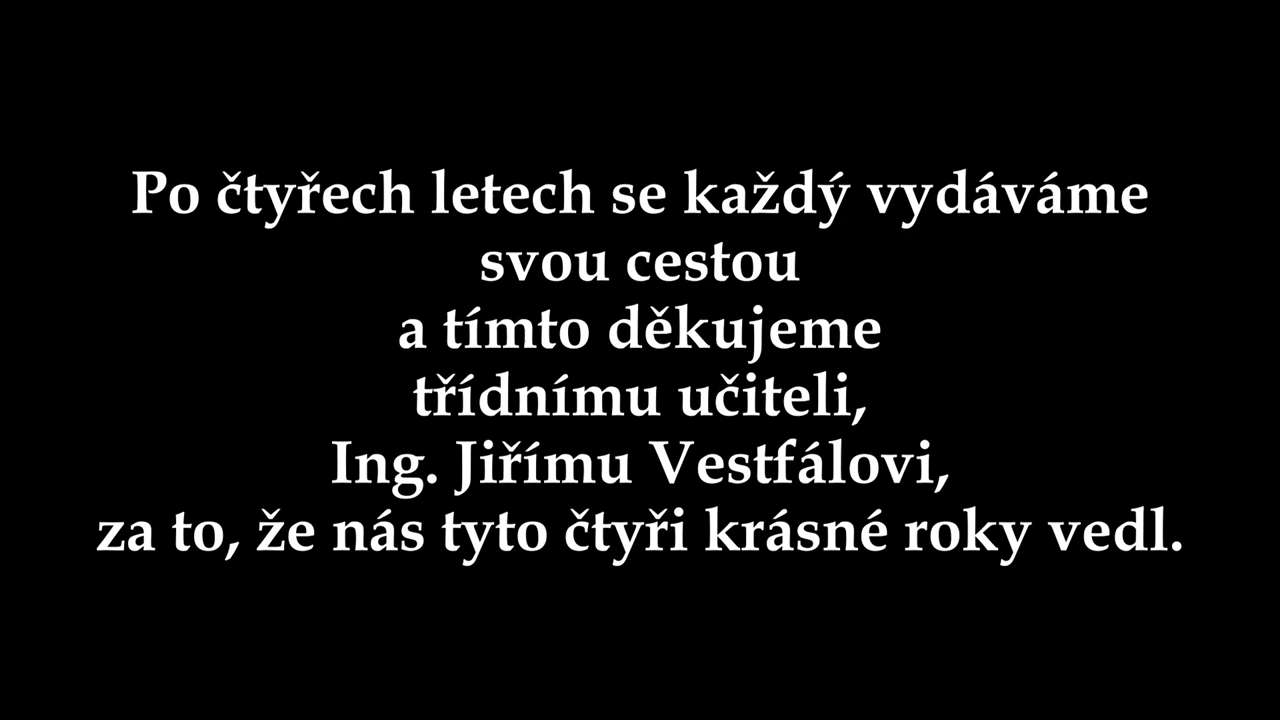 Po čtyřech letech se každý vydáváme
svou cestou
a tímto děkujeme
třídnímu učiteli,
Ing. Jiřímu Vestfálovi,
za to, že nás tyto čtyři krásné roky vedl.